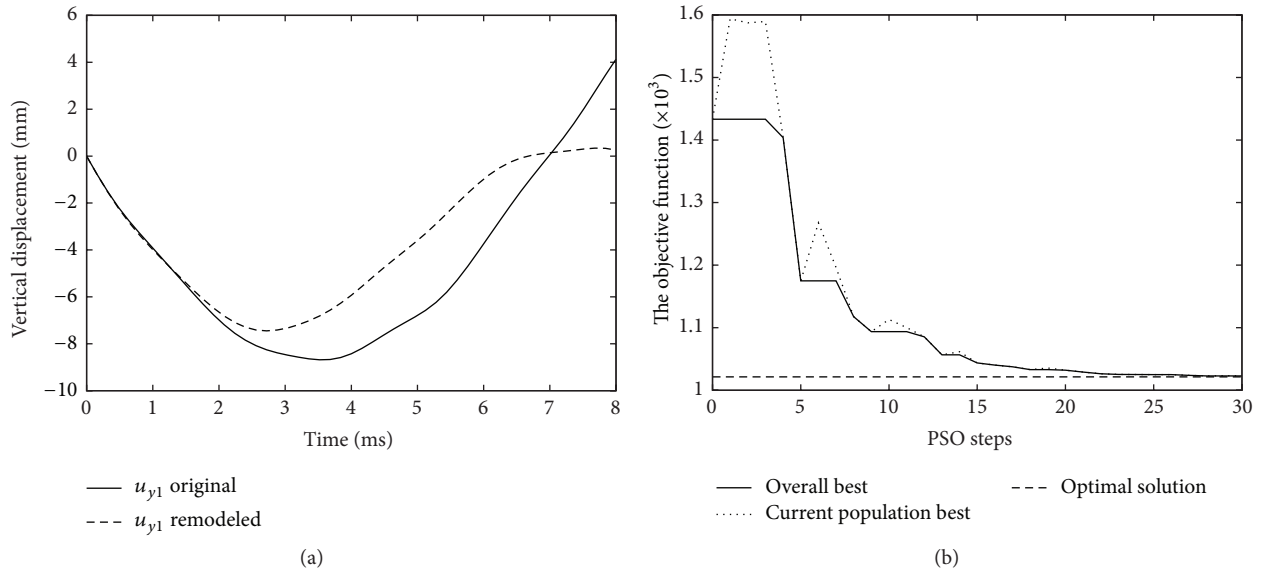 6
4
2
0
−2
−4
−6
−8
−10
Vertical displacement (mm)
0 1 2 3 4 5 6 7 8
Time (ms)
u_y1 original
u_y1 remodeled
(a)
1.6
1.5
1.4
1.3
1.2
1.1
1
The objective function (×10³)
0 5 10 15 20 25 30
PSO steps
Overall best
Current population best
Optimal solution
(b)